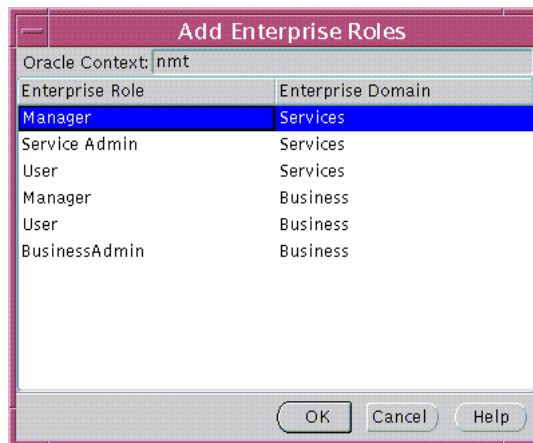 Add Enterprise Roles
Oracle Context: nmt
Enterprise Role Enterprise Domain
Manager Services
Service Admin Services
User Services
Manager Business
User Business
BusinessAdmin Business
OK Cancel Help